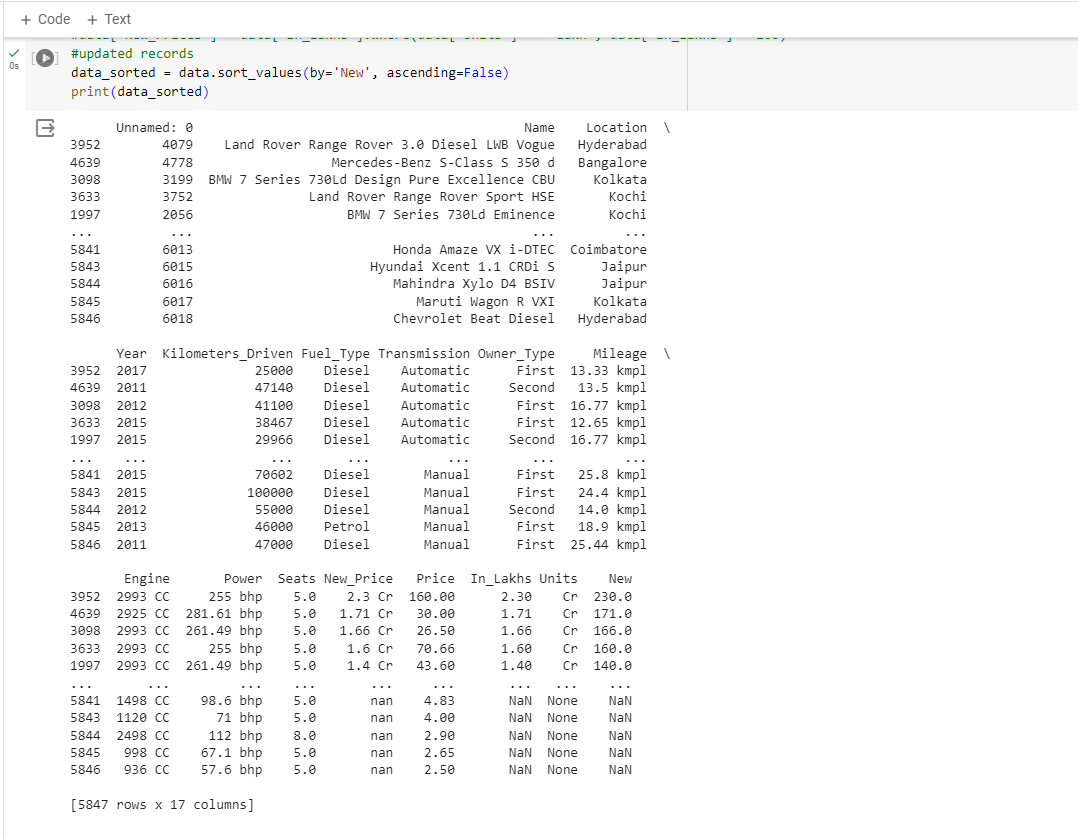 + Code + Text
#updated records
0s
data_sorted = data.sort_values(by='New', ascending=False)
print(data_sorted)
      Unnamed: 0                                           Name    Location  \
3952        4079    Land Rover Range Rover 3.0 Diesel LWB Vogue   Hyderabad
4639        4778                  Mercedes-Benz S-Class S 350 d   Bangalore
3098        3199  BMW 7 Series 730Ld Design Pure Excellence CBU     Kolkata
3633        3752               Land Rover Range Rover Sport HSE       Kochi
1997        2056                    BMW 7 Series 730Ld Eminence       Kochi
...          ...                                            ...         ...
5841        6013                          Honda Amaze VX i-DTEC  Coimbatore
5843        6015                       Hyundai Xcent 1.1 CRDi S      Jaipur
5844        6016                          Mahindra Xylo D4 BSIV      Jaipur
5845        6017                             Maruti Wagon R VXI     Kolkata
5846        6018                          Chevrolet Beat Diesel   Hyderabad
      Year  Kilometers_Driven Fuel_Type Transmission Owner_Type     Mileage  \
3952  2017              25000    Diesel    Automatic      First  13.33 kmpl
4639  2011              47140    Diesel    Automatic     Second   13.5 kmpl
3098  2012              41100    Diesel    Automatic      First  16.77 kmpl
3633  2015              38467    Diesel    Automatic      First  12.65 kmpl
1997  2015              29966    Diesel    Automatic     Second  16.77 kmpl
...    ...                ...       ...          ...        ...         ...
5841  2015              70602    Diesel       Manual      First   25.8 kmpl
5843  2015             100000    Diesel       Manual      First   24.4 kmpl
5844  2012              55000    Diesel       Manual     Second   14.0 kmpl
5845  2013              46000    Petrol       Manual      First   18.9 kmpl
5846  2011              47000    Diesel       Manual      First  25.44 kmpl
       Engine       Power  Seats New_Price   Price  In_Lakhs Units    New
3952  2993 CC     255 bhp    5.0    2.3 Cr  160.00      2.30    Cr  230.0
4639  2925 CC  281.61 bhp    5.0   1.71 Cr   30.00      1.71    Cr  171.0
3098  2993 CC  261.49 bhp    5.0   1.66 Cr   26.50      1.66    Cr  166.0
3633  2993 CC     255 bhp    5.0    1.6 Cr   70.66      1.60    Cr  160.0
1997  2993 CC  261.49 bhp    5.0    1.4 Cr   43.60      1.40    Cr  140.0
...       ...         ...    ...       ...     ...       ...   ...    ...
5841  1498 CC    98.6 bhp    5.0       nan    4.83       NaN  None    NaN
5843  1120 CC      71 bhp    5.0       nan    4.00       NaN  None    NaN
5844  2498 CC     112 bhp    8.0       nan    2.90       NaN  None    NaN
5845   998 CC    67.1 bhp    5.0       nan    2.65       NaN  None    NaN
5846   936 CC    57.6 bhp    5.0       nan    2.50       NaN  None    NaN
[5847 rows x 17 columns]